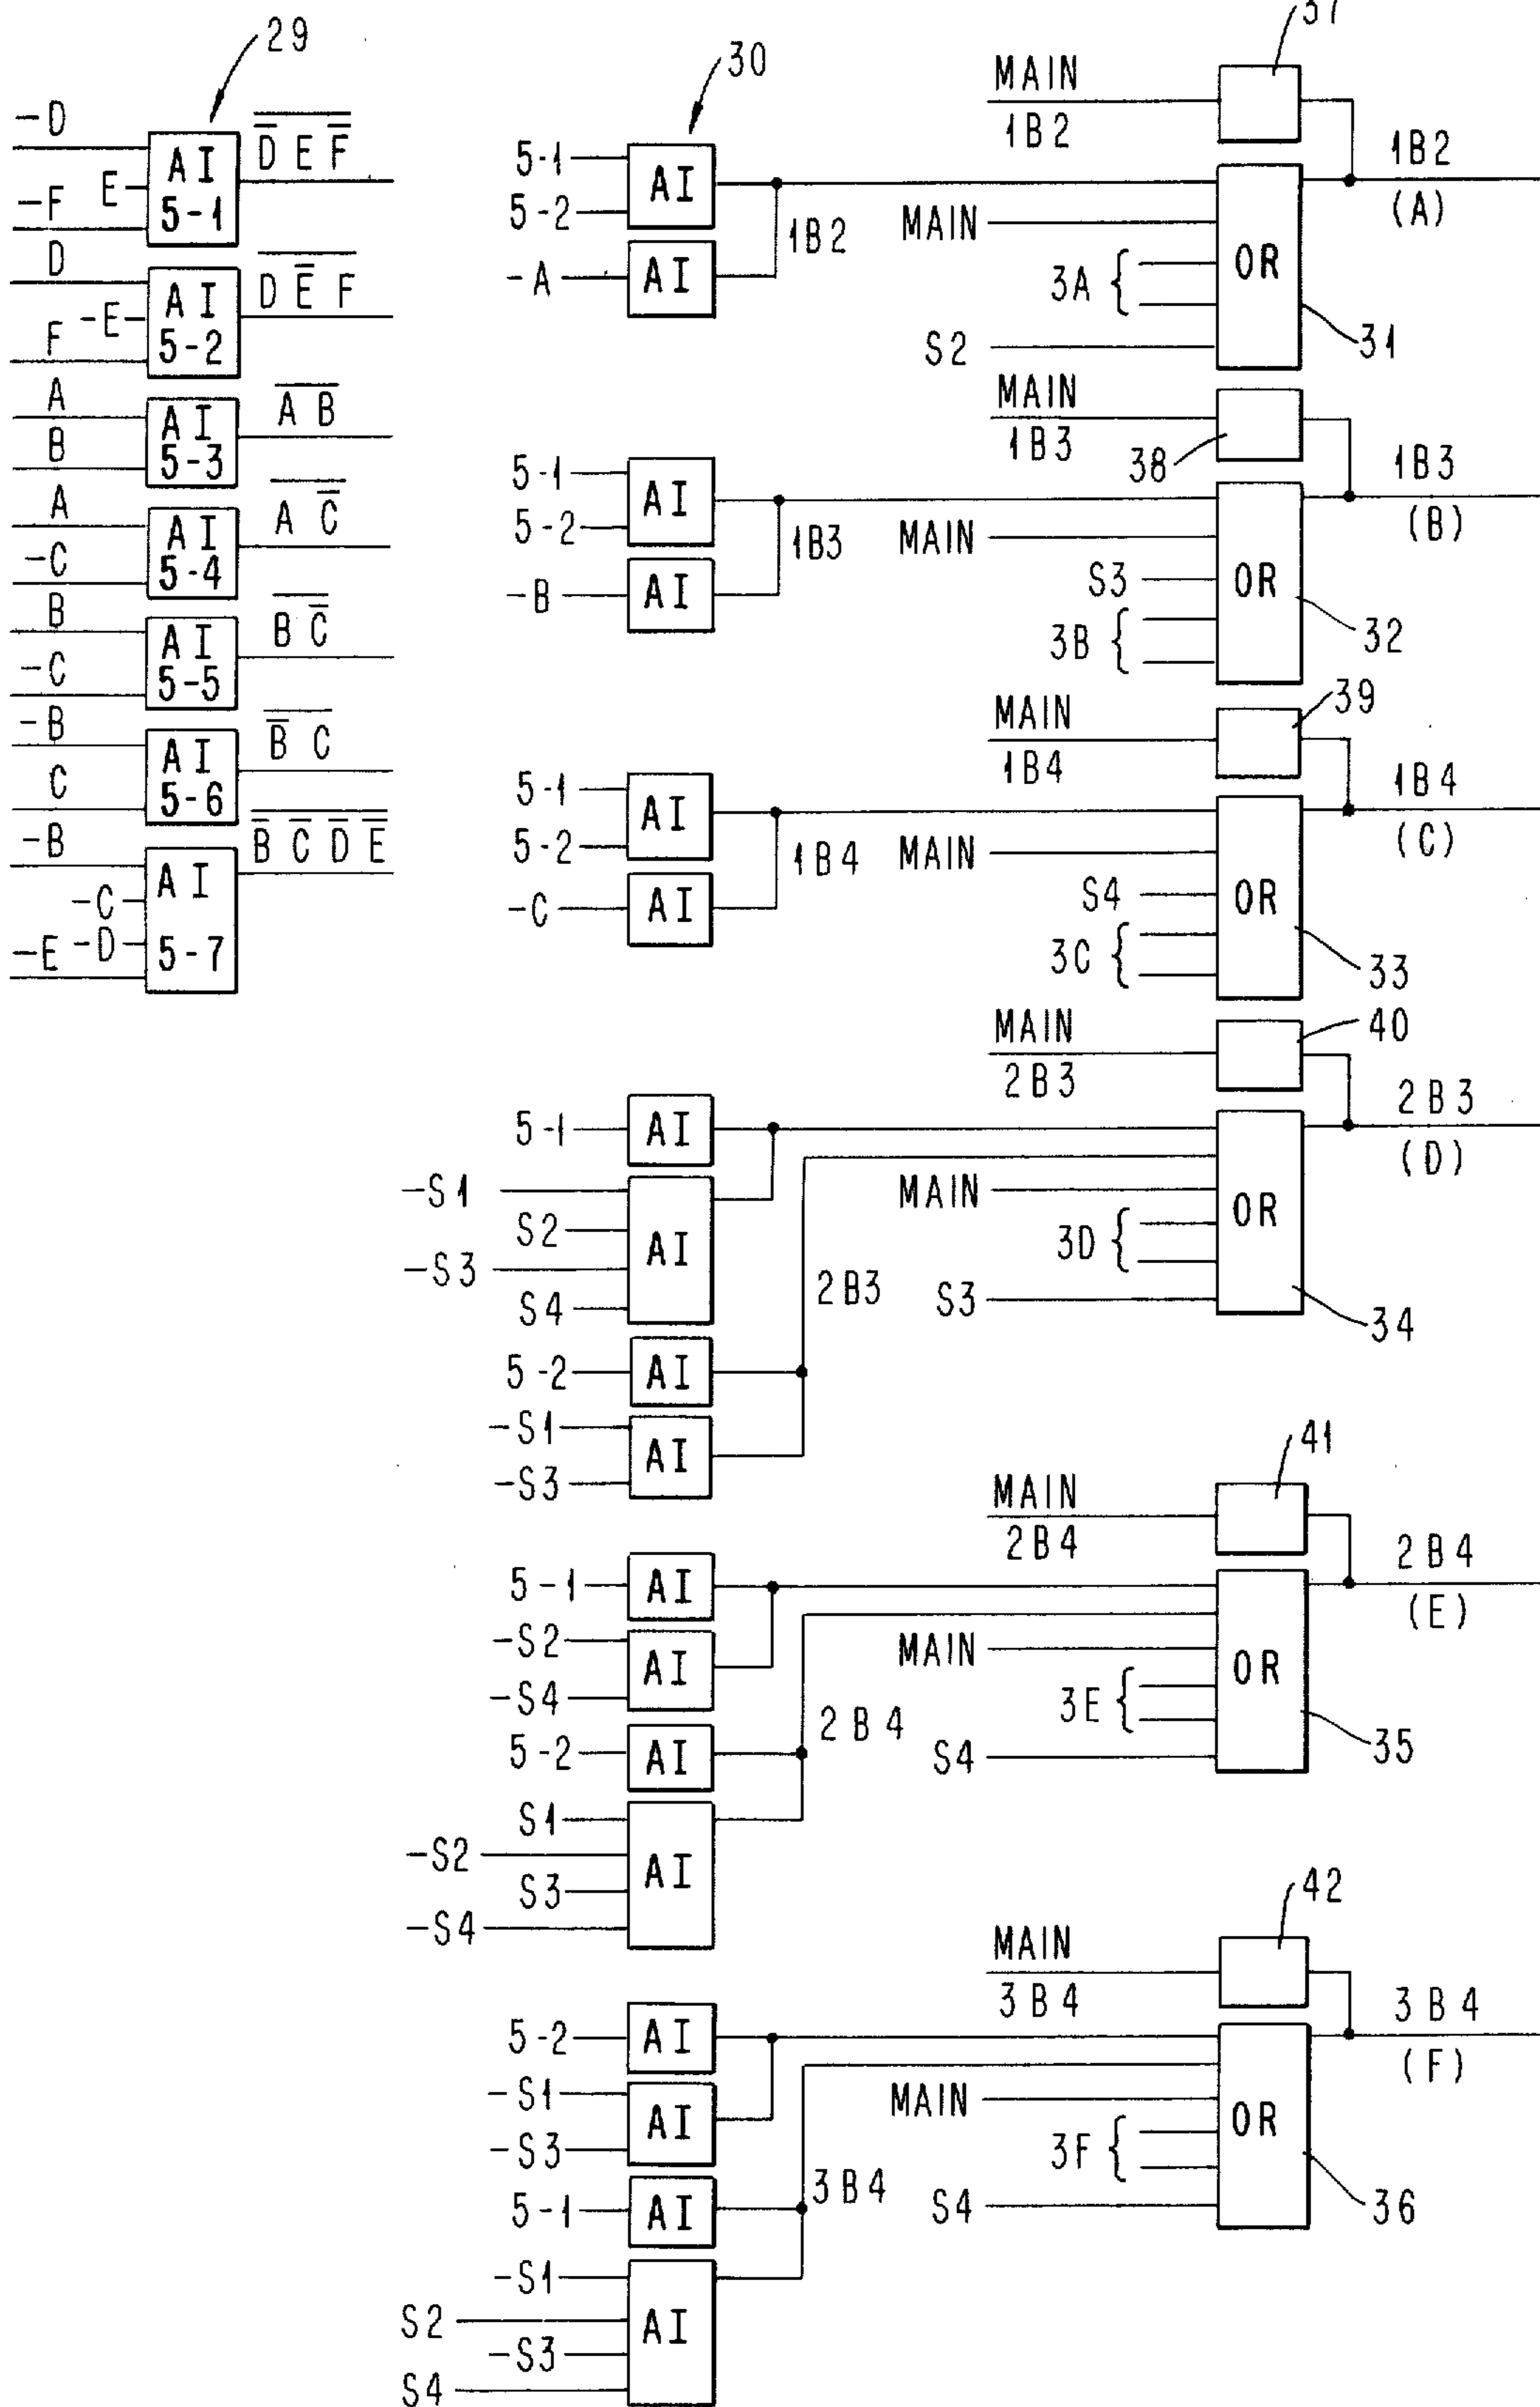 29
-D
-F E
AI
5-1
D̅ E F̅
D
-E
F
AI
5-2
D E̅ F
A
B
AI
5-3
A B
A
-C
AI
5-4
A C̅
B
-C
AI
5-5
B C̅
-B
C
AI
5-6
B̅ C
-B
-C
-E -D
AI
5-7
B̅ C̅ D̅ E̅
30
5-1
5-2
AI
-A
AI
1B2
MAIN
1B2
37
MAIN
3A {
S2
OR
31
1B2
(A)
5-1
5-2
AI
-B
AI
1B3
MAIN
1B3
38
MAIN
S3
3B {
OR
32
1B3
(B)
5-1
5-2
AI
-C
AI
1B4
MAIN
1B4
39
MAIN
S4
3C {
OR
33
1B4
(C)
5-1
AI
-S1
S2
-S3
S4
AI
5-2
AI
-S1
-S3
AI
2B3
MAIN
2B3
40
MAIN
3D {
S3
OR
34
2B3
(D)
5-1
AI
-S2
-S4
AI
5-2
AI
S1
-S2
S3
-S4
AI
2B4
MAIN
2B4
41
MAIN
3E {
S4
OR
35
2B4
(E)
5-2
AI
-S1
-S3
AI
5-1
AI
-S1
S2
-S3
S4
AI
3B4
MAIN
3B4
42
MAIN
3F {
S4
OR
36
3B4
(F)